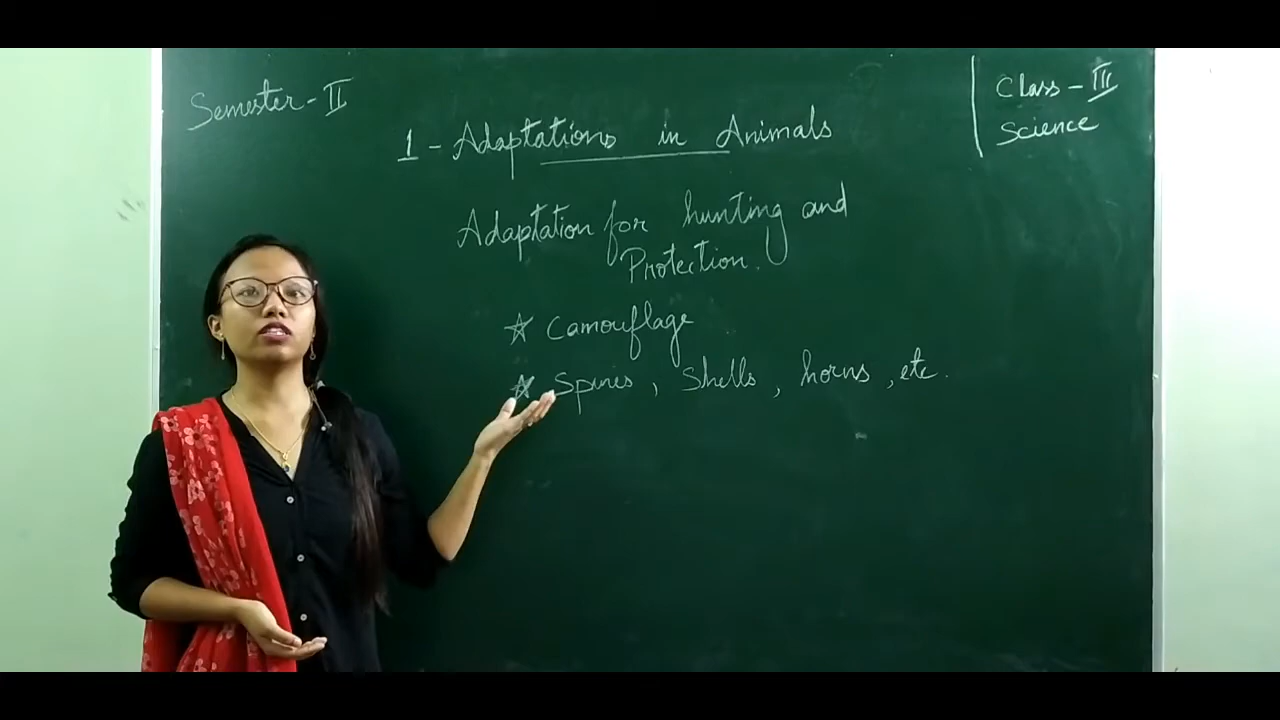 Semester - II
Class - III
Science
1 - Adaptations in Animals
Adaptation for hunting and
Protection.
☆ Camouflage
☆ Spines, Shells, horns, etc.